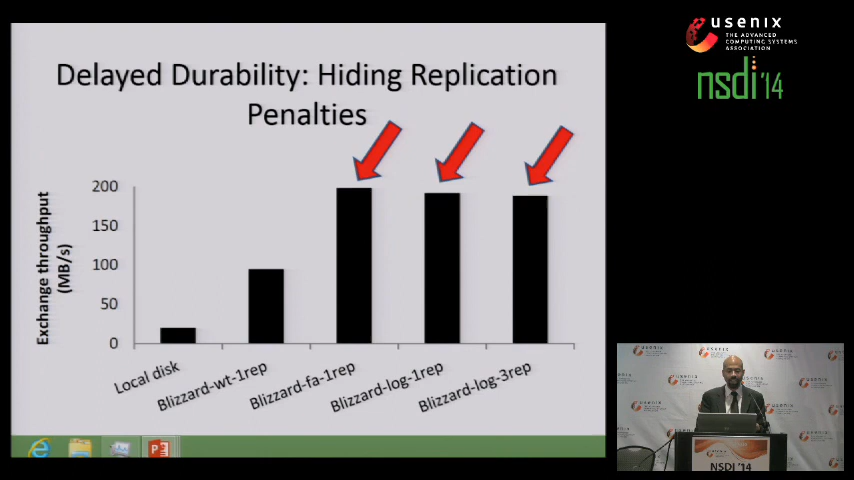 Delayed Durability: Hiding Replication
Penalties
Exchange throughput
(MB/s)
200
150
100
50
0
Local disk
Blizzard-wt-1rep
Blizzard-fa-1rep
Blizzard-log-1rep
Blizzard-log-3rep
usenix
THE ADVANCED
COMPUTING SYSTEMS
ASSOCIATION
nsdi '14
NSDI '14